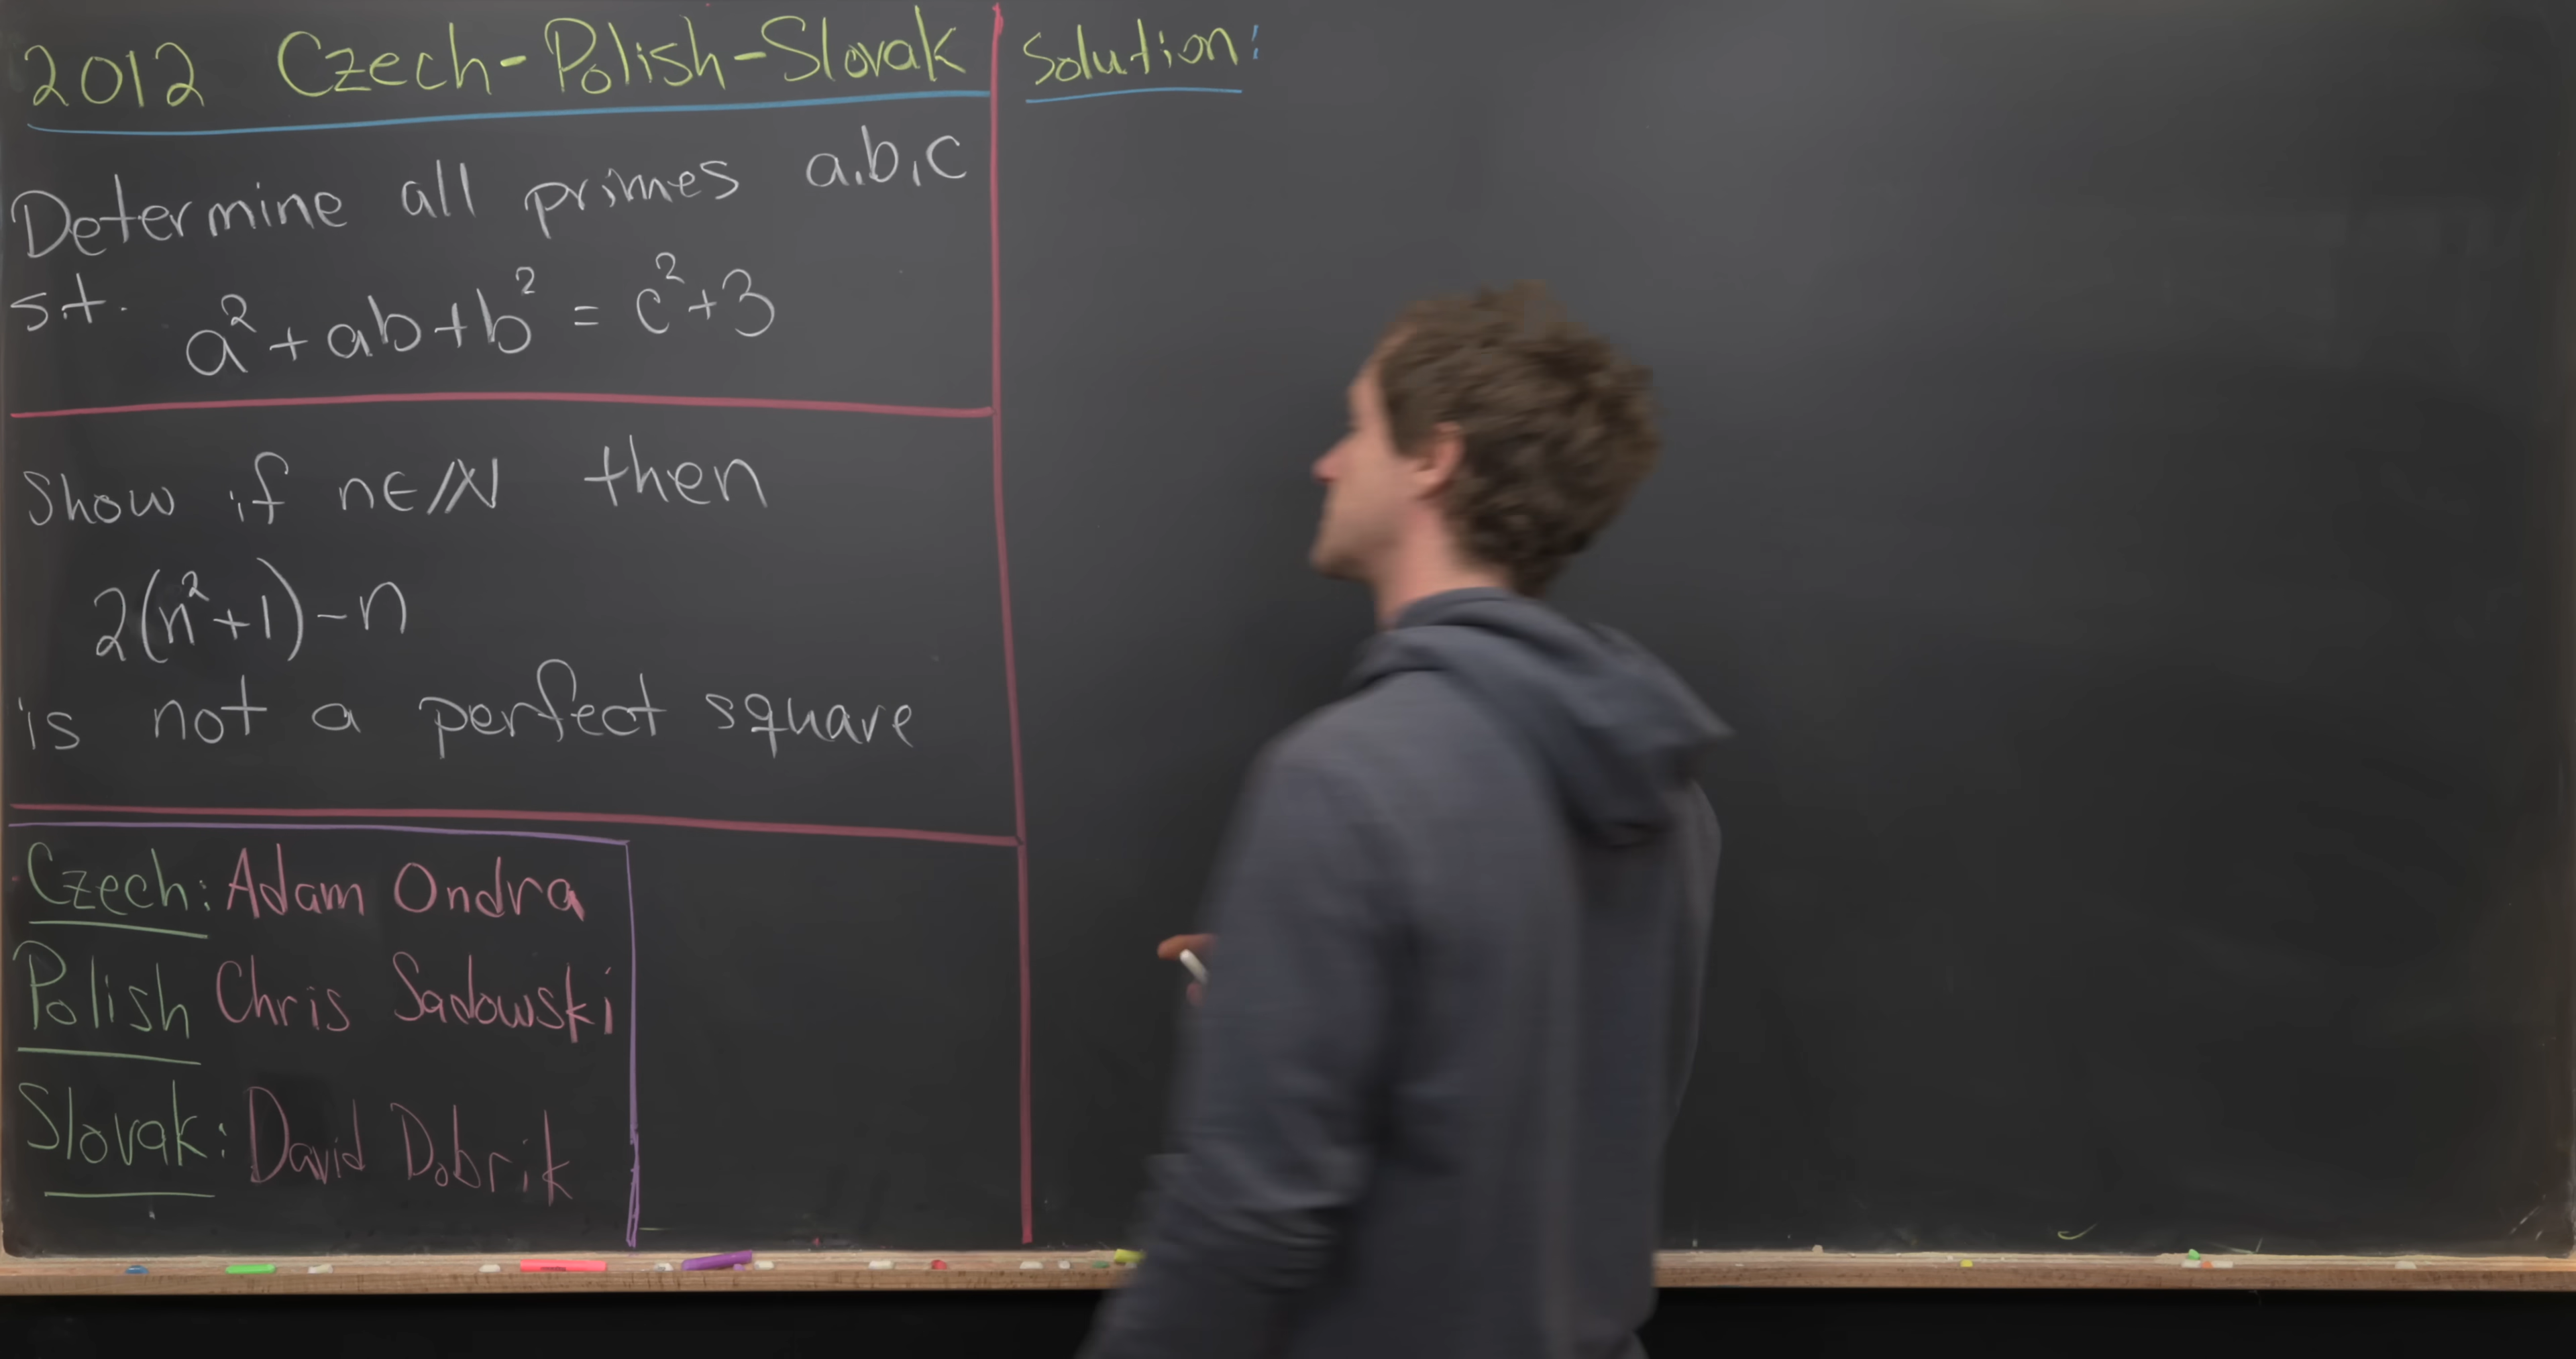 2012 Czech-Polish-Slovak
Determine all primes a,b,c
s.t. a²+ab+b² = c²+3
Show if n∈ℕ then
2(n²+1)-n
is not a perfect square
Czech: Adam Ondra
Polish Chris Sadowski
Slovak: David Dobrik
Solution: